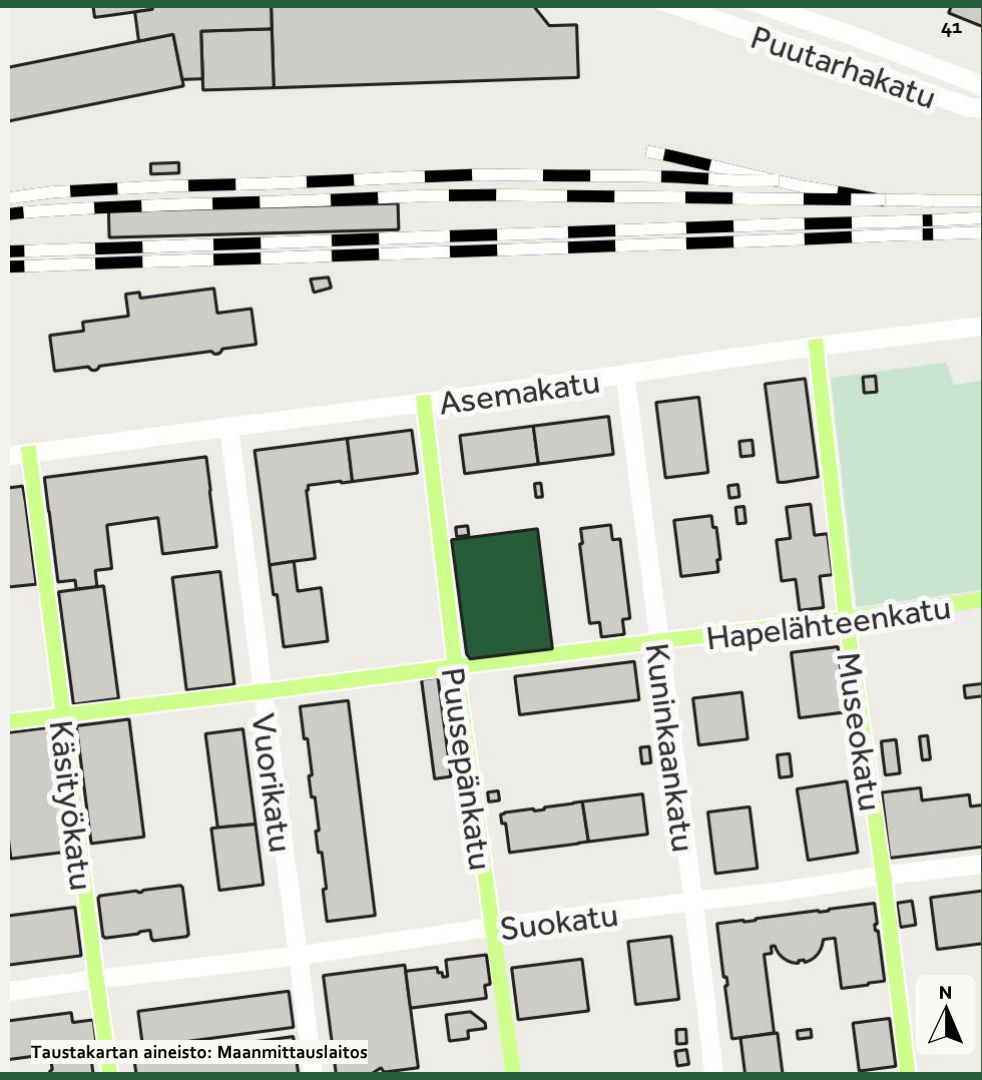 41
Puutarhakatu
Asemakatu
Hapelähteenkatu
Käsityökatu
Vuorikatu
Puusepänkatu
Kuninkaankatu
Museokatu
Suokatu
N
Taustakartan aineisto: Maanmittauslaitos